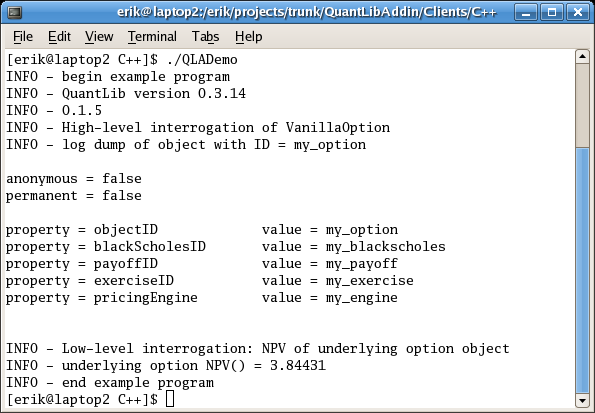 erik@laptop2:/erik/projects/trunk/QuantLibAddin/Clients/C++
File Edit View Terminal Tabs Help
[erik@laptop2 C++]$ ./QLADemo
INFO - begin example program
INFO - QuantLib version 0.3.14
INFO - 0.1.5
INFO - High-level interrogation of VanillaOption
INFO - log dump of object with ID = my_option
anonymous = false
permanent = false
property = objectID value = my_option
property = blackScholesID value = my_blackscholes
property = payoffID value = my_payoff
property = exerciseID value = my_exercise
property = pricingEngine value = my_engine
INFO - Low-level interrogation: NPV of underlying option object
INFO - underlying option NPV() = 3.84431
INFO - end example program
[erik@laptop2 C++]$